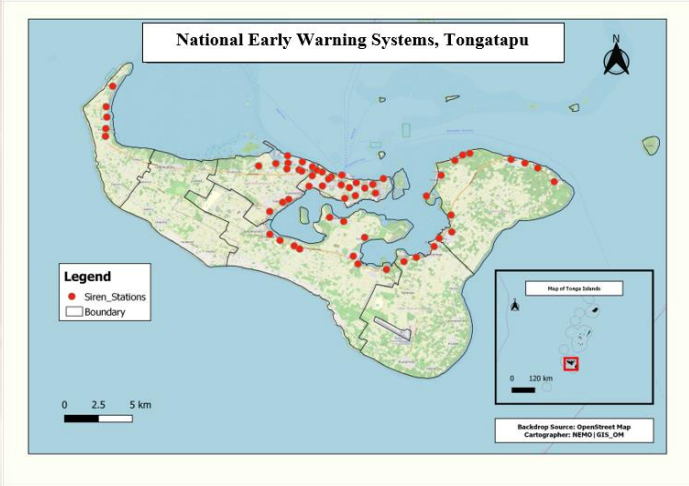 National Early Warning Systems, Tongatapu
N
Legend
Siren_Stations
Boundary
0 2.5 5 km
Map of Tonga Islands
0 120 km
Backdrop Source: OpenStreet Map
Cartographer: NEMO|GIS_OM